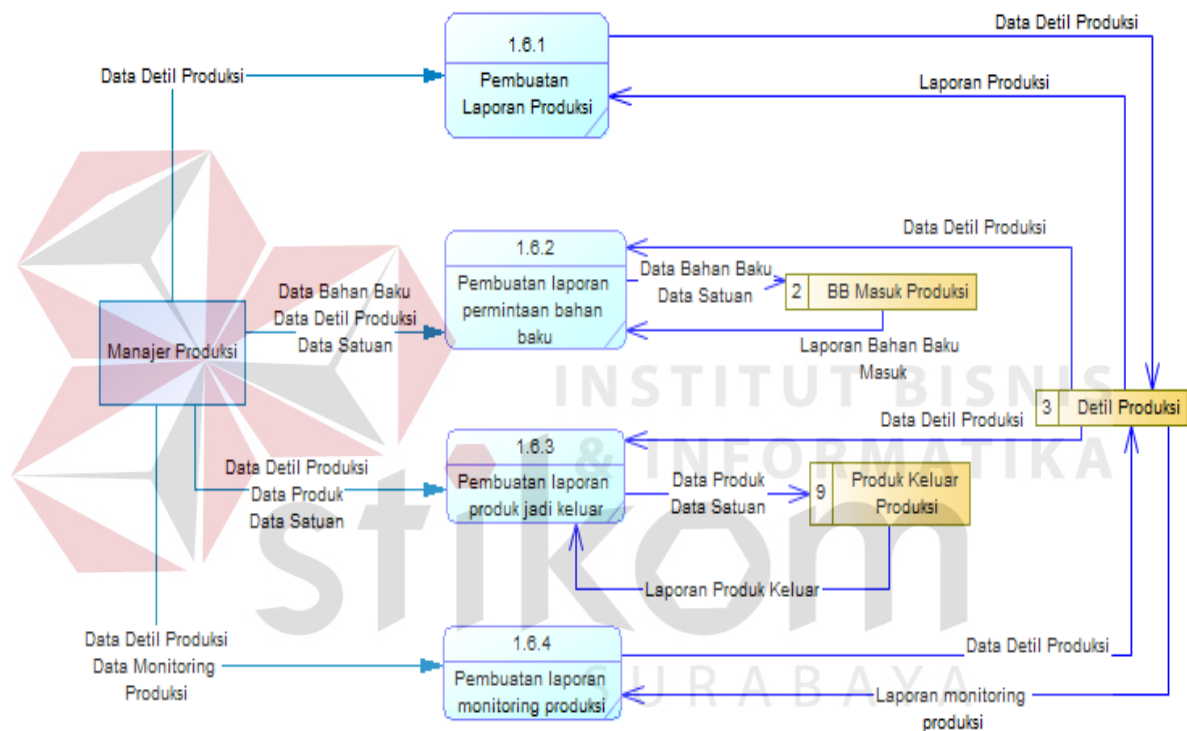 Data Detil Produksi
1.6.1
Pembuatan
Laporan Produksi
Data Detil Produksi
Laporan Produksi
Manajer Produksi
Data Bahan Baku
Data Detil Produksi
Data Satuan
1.6.2
Pembuatan laporan
permintaan bahan
baku
Data Detil Produksi
Data Bahan Baku
Data Satuan
2 BB Masuk Produksi
Laporan Bahan Baku
Masuk
INSTITUT BISNIS
& INFORMATIKA
3 Detil Produksi
Data Detil Produksi
Data Detil Produksi
Data Produk
Data Satuan
1.6.3
Pembuatan laporan
produk jadi keluar
Data Produk
Data Satuan
9 Produk Keluar
Produksi
Laporan Produk Keluar
stikom
SURABAYA
Data Detil Produksi
Data Monitoring
Produksi
1.6.4
Pembuatan laporan
monitoring produksi
Data Detil Produksi
Laporan monitoring
produksi